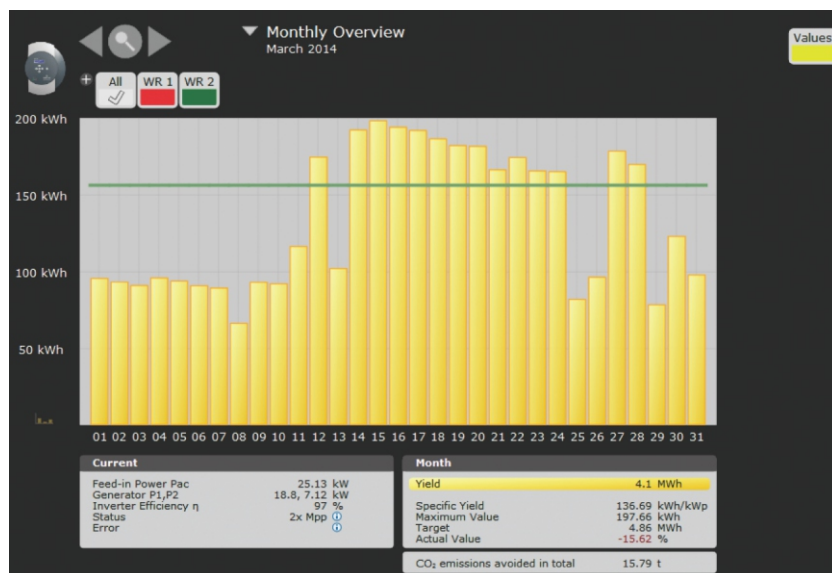 Monthly Overview
March 2014
Values
All WR 1 WR 2
200 kWh
150 kWh
100 kWh
50 kWh
01 02 03 04 05 06 07 08 09 10 11 12 13 14 15 16 17 18 19 20 21 22 23 24 25 26 27 28 29 30 31
Current
Feed-in Power Pac 25.13 kW
Generator P1,P2 18.8, 7.12 kW
Inverter Efficiency η 97 %
Status 2x Mpp
Error
Month
Yield 4.1 MWh
Specific Yield 136.69 kWh/kWp
Maximum Value 197.66 kWh
Target 4.86 MWh
Actual Value -15.62 %
CO₂ emissions avoided in total 15.79 t